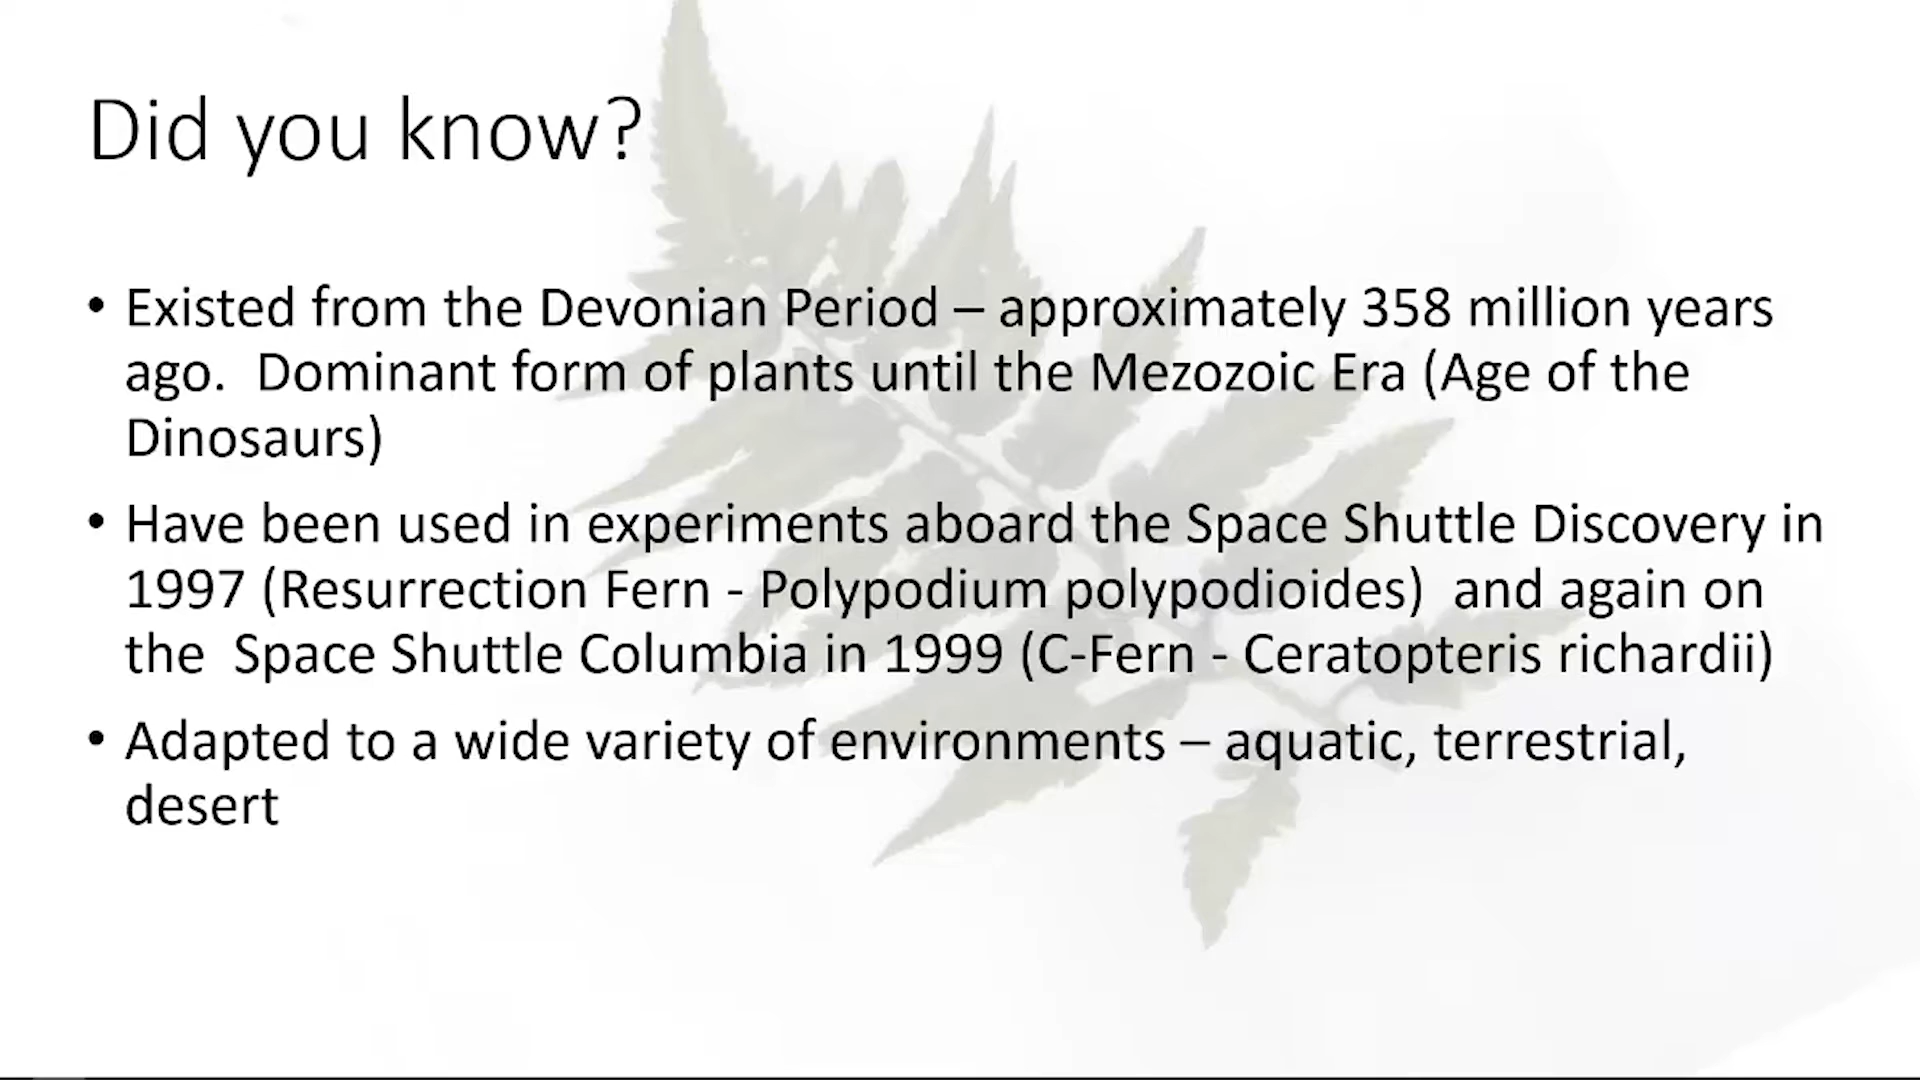 Did you know?
• Existed from the Devonian Period – approximately 358 million years
ago.  Dominant form of plants until the Mezozoic Era (Age of the
Dinosaurs)
• Have been used in experiments aboard the Space Shuttle Discovery in
1997 (Resurrection Fern - Polypodium polypodioides)  and again on
the  Space Shuttle Columbia in 1999 (C-Fern - Ceratopteris richardii)
• Adapted to a wide variety of environments – aquatic, terrestrial,
desert